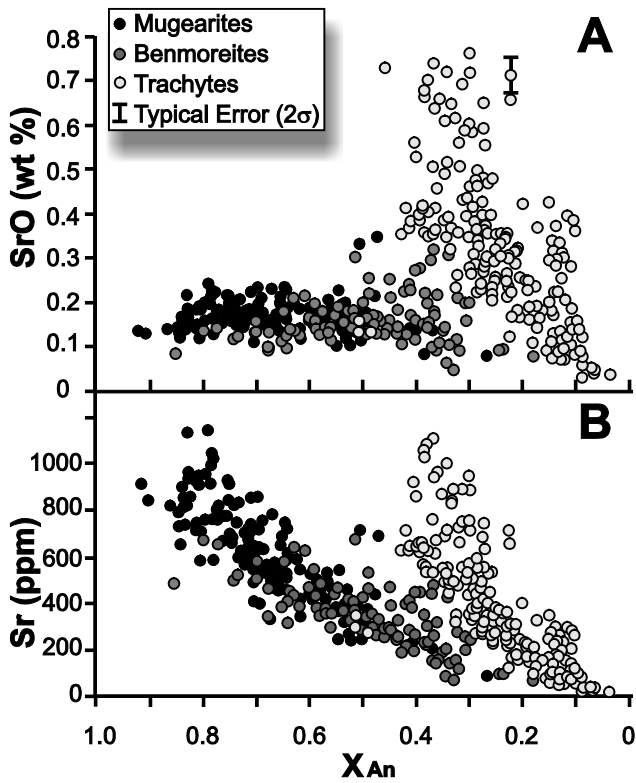 Mugearites
Benmoreites
Trachytes
Typical Error (2σ)
A
0.8
0.7
0.6
0.5
0.4
0.3
0.2
0.1
0
SrO (wt %)
B
1000
800
600
400
200
0
Sr (ppm)
1.0 0.8 0.6 0.4 0.2 0
XAn